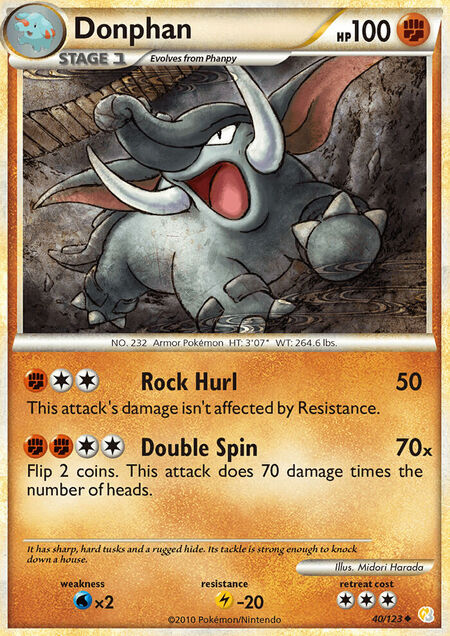 Donphan HP100
STAGE 1 Evolves from Phanpy
NO. 232 Armor Pokémon HT: 3'07" WT: 264.6 lbs.
Rock Hurl 50
This attack's damage isn't affected by Resistance.
Double Spin 70x
Flip 2 coins. This attack does 70 damage times the
number of heads.
It has sharp, hard tusks and a rugged hide. Its tackle is strong enough to knock
down a house.
Illus. Midori Harada
weakness resistance retreat cost
×2 -20
©2010 Pokémon/Nintendo 40/123